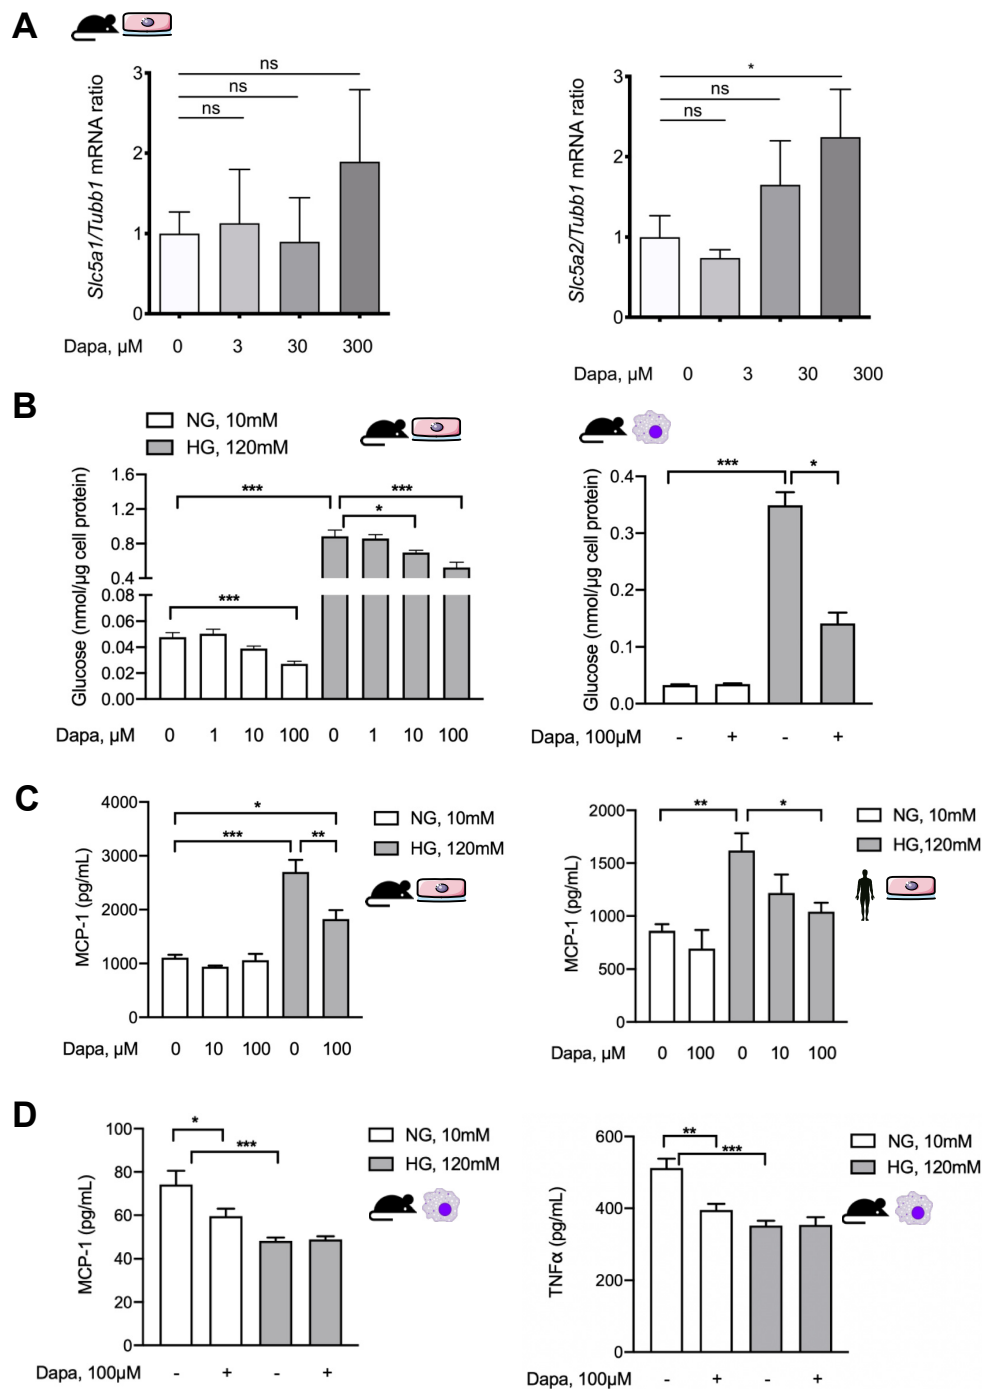 A
Slc5a1/Tubb1 mRNA ratio
3
2
1
0
ns
ns
ns
Dapa, µM 0 3 30 300
Slc5a2/Tubb1 mRNA ratio
3
2
1
0
*
ns
ns
Dapa, µM 0 3 30 300
B
NG, 10mM
HG, 120mM
Glucose (nmol/µg cell protein)
1.6
1.2
0.8
0.4
0.08
0.06
0.04
0.02
0.00
*** ***
*
***
Dapa, µM 0 1 10 100 0 1 10 100
Glucose (nmol/µg cell protein)
0.4
0.3
0.2
0.1
0.0
*** *
Dapa, 100µM - + - +
C
MCP-1 (pg/mL)
4000
3000
2000
1000
0
*
*** **
NG, 10mM
HG, 120mM
Dapa, µM 0 10 100 0 100
MCP-1 (pg/mL)
2000
1500
1000
500
0
** *
NG, 10mM
HG,120mM
Dapa, µM 0 100 0 10 100
D
MCP-1 (pg/mL)
100
80
60
40
20
0
*
***
NG, 10mM
HG, 120mM
Dapa, 100µM - + - +
TNFα (pg/mL)
600
400
200
0
**
***
NG, 10mM
HG, 120mM
Dapa, 100µM - + - +